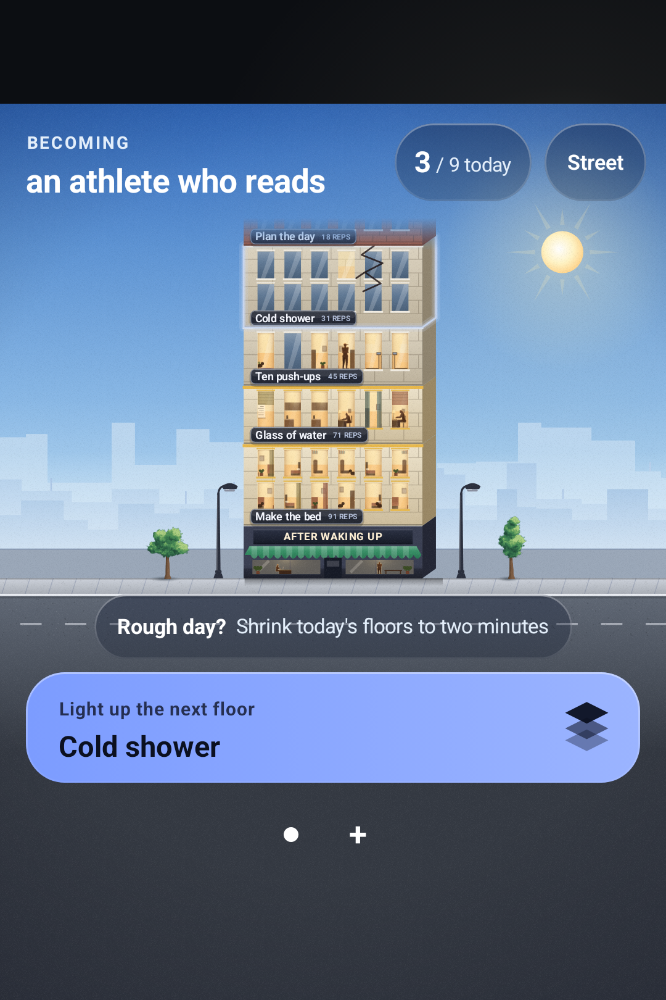 BECOMING
an athlete who reads
3 / 9 today
Street
Plan the day 18 REPS
Cold shower 31 REPS
Ten push-ups 45 REPS
Glass of water 71 REPS
Make the bed 91 REPS
AFTER WAKING UP
Rough day? Shrink today's floors to two minutes
Light up the next floor
Cold shower